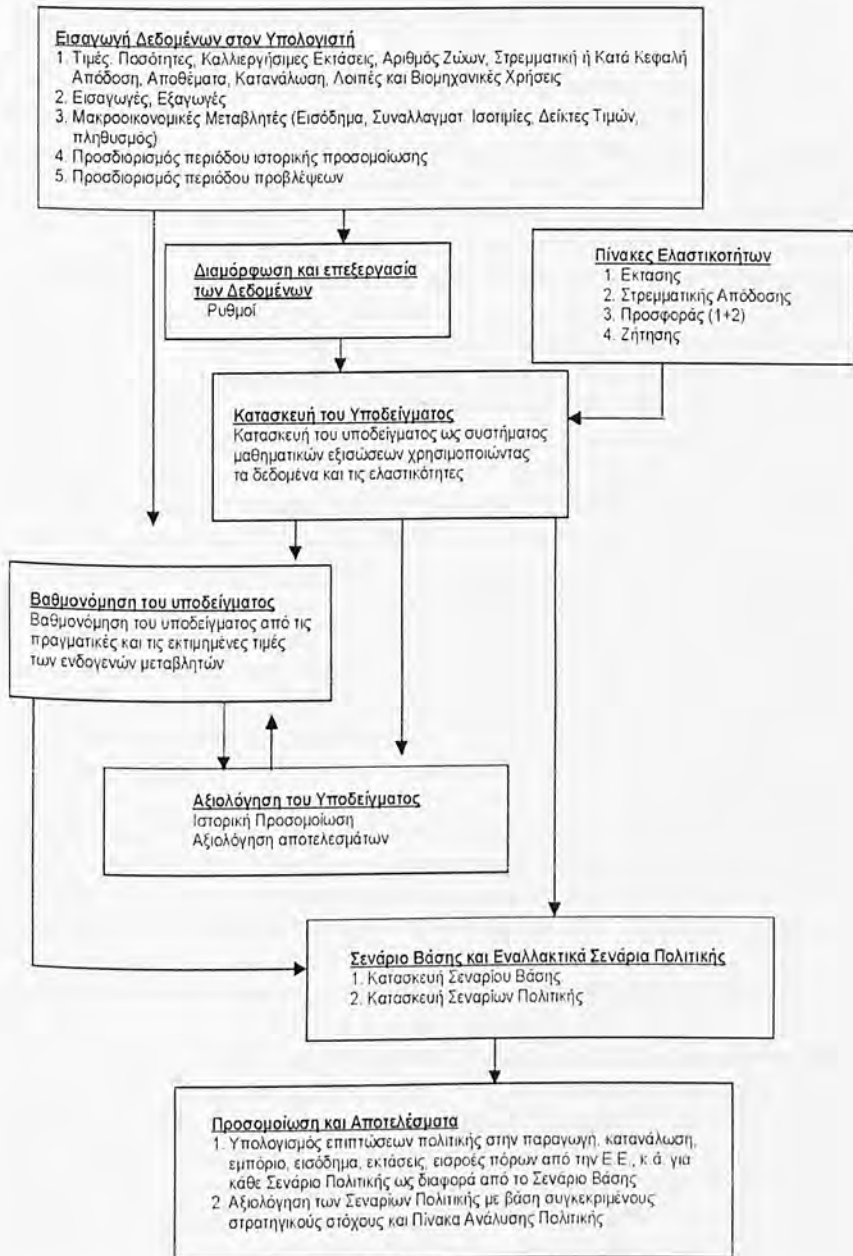 Εισαγωγή Δεδομένων στον Υπολογιστή
1. Τιμές, Ποσότητες, Καλλιεργήσιμες Εκτάσεις, Αριθμός Ζώων, Στρεμματική ή Κατά Κεφαλή
Απόδοση, Αποθέματα, Κατανάλωση, Λοιπές και Βιομηχανικές Χρήσεις
2. Εισαγωγές, Εξαγωγές
3. Μακροοικονομικές Μεταβλητές (Εισόδημα, Συναλλαγματ. Ισοτιμίες, Δείκτες Τιμών,
πληθυσμός)
4. Προσδιορισμός περιόδου ιστορικής προσομοίωσης
5. Προσδιορισμός περιόδου προβλέψεων
Διαμόρφωση και επεξεργασία
των Δεδομένων
Ρυθμοί
Πίνακες Ελαστικοτήτων
1. Εκτασης
2. Στρεμματικής Απόδοσης
3. Προσφοράς (1+2)
4. Ζήτησης
Κατασκευή του Υποδείγματος
Κατασκευή του υποδείγματος ως συστήματος
μαθηματικών εξισώσεων χρησιμοποιώντας
τα δεδομένα και τις ελαστικότητες
Βαθμονόμηση του υποδείγματος
Βαθμονόμηση του υποδείγματος από τις
πραγματικές και τις εκτιμημένες τιμές
των ενδογενών μεταβλητών
Αξιολόγηση του Υποδείγματος
Ιστορική Προσομοίωση
Αξιολόγηση αποτελεσμάτων
Σενάριο Βάσης και Εναλλακτικά Σενάρια Πολιτικής
1. Κατασκευή Σεναρίου Βάσης
2. Κατασκευή Σεναρίων Πολιτικής
Προσομοίωση και Αποτελέσματα
1. Υπολογισμός επιπτώσεων πολιτικής στην παραγωγή, κατανάλωση,
εμπόριο, εισόδημα, εκτάσεις, εισροές πόρων από την Ε.Ε., κ.ά. για
κάθε Σενάριο Πολιτικής ως διαφορά από το Σενάριο Βάσης
2. Αξιολόγηση των Σεναρίων Πολιτικής με βάση συγκεκριμένους
στρατηγικούς στόχους και Πίνακα Ανάλυσης Πολιτικής